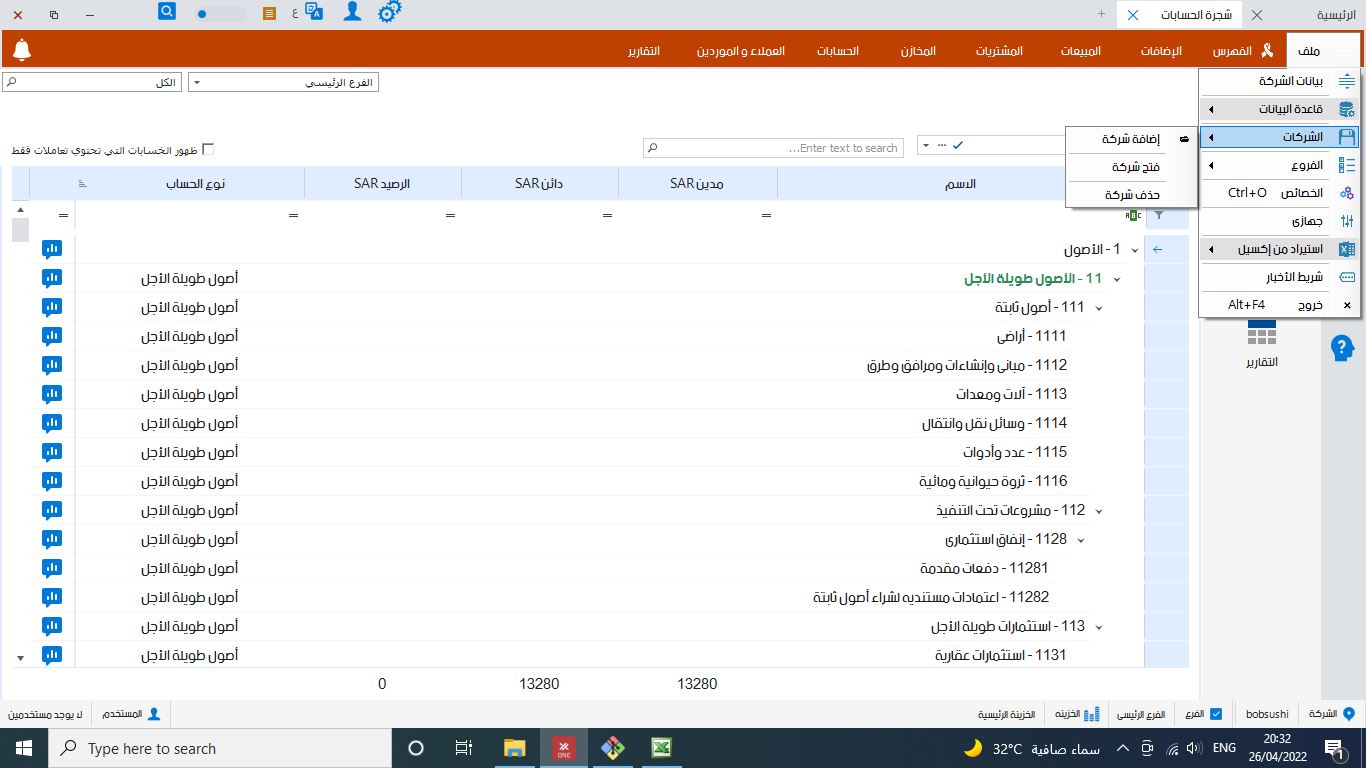 الرئيسية
شجرة الحسابات
ع
ملف
الفهرس
الإضافات
المبيعات
المشتريات
المخازن
الحسابات
العملاء و الموردين
التقارير
بيانات الشركة
قاعدة البيانات
الشركات
الفروع
الخصائص Ctrl+O
جهازى
استيراد من إكسيل
شريط الأخبار
خروج Alt+F4
إضافة شركة
فتح شركة
حذف شركة
الفرع الرئيسي
الكل
Enter text to search...
ظهور الحسابات التي تحتوي تعاملات فقط
الاسم
مدين SAR
دائن SAR
الرصيد SAR
نوع الحساب
1 - الأصول
11 - الأصول طويلة الأجل أصول طويلة الأجل
111 - أصول ثابتة أصول طويلة الأجل
1111 - أراضى أصول طويلة الأجل
1112 - مبانى وإنشاءات ومرافق وطرق أصول طويلة الأجل
1113 - آلات ومعدات أصول طويلة الأجل
1114 - وسائل نقل وانتقال أصول طويلة الأجل
1115 - عدد وأدوات أصول طويلة الأجل
1116 - ثروة حيوانية ومائية أصول طويلة الأجل
112 - مشروعات تحت التنفيذ أصول طويلة الأجل
1128 - إنفاق استثمارى أصول طويلة الأجل
11281 - دفعات مقدمة أصول طويلة الأجل
11282 - اعتمادات مستنديه لشراء أصول ثابتة أصول طويلة الأجل
113 - استثمارات طويلة الأجل أصول طويلة الأجل
1131 - استثمارات عقارية أصول طويلة الأجل
13280 13280 0
التقارير
الشركة bobsushi الفرع الفرع الرئيسي الخزينه الخزينة الرئيسية المستخدم لا يوجد مستخدمين
Type here to search
ONE
32°C سماء صافية
ENG
20:32
26/04/2022
1